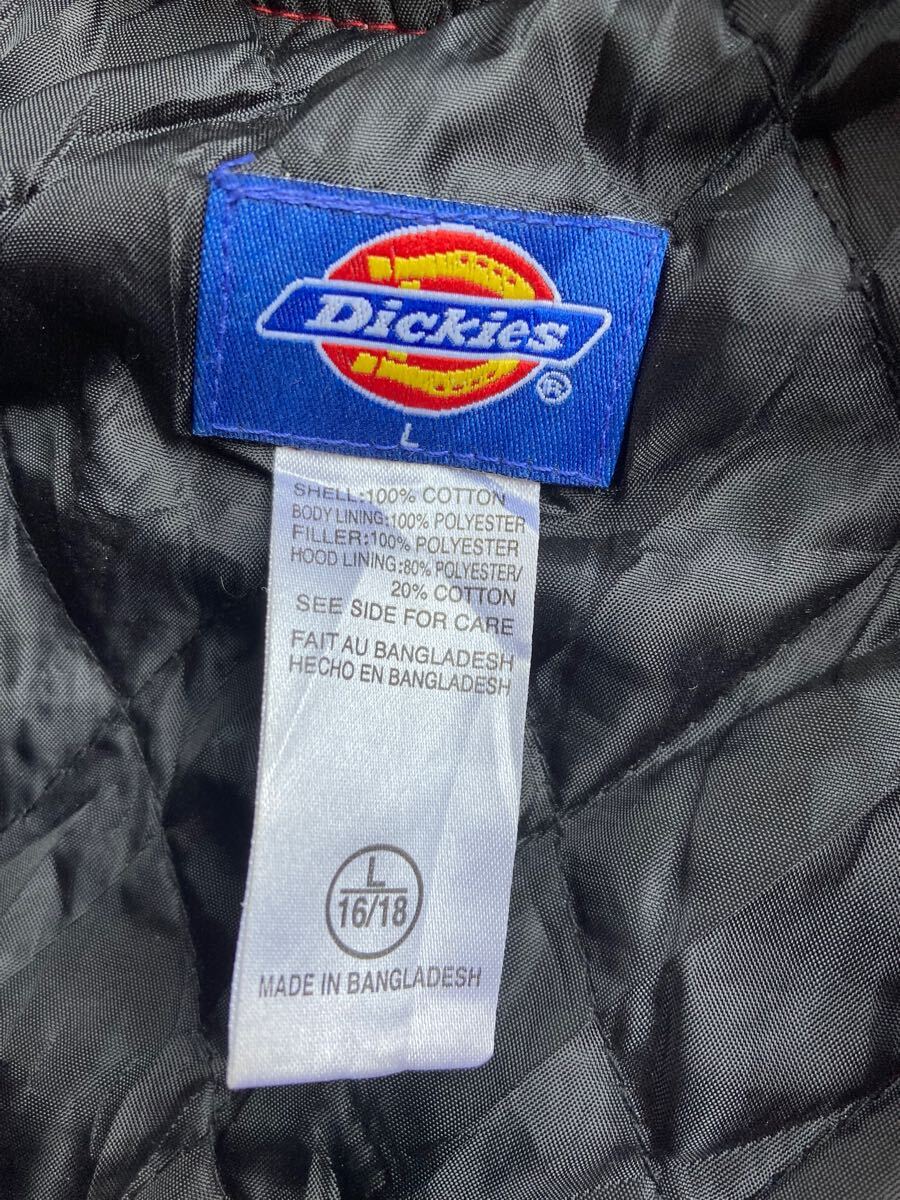 Dickies
®
L
SHELL:100% COTTON
BODY LINING:100% POLYESTER
FILLER:100% POLYESTER
HOOD LINING:80% POLYESTER/
20% COTTON
SEE SIDE FOR CARE
FAIT AU BANGLADESH
HECHO EN BANGLADESH
L
16/18
MADE IN BANGLADESH